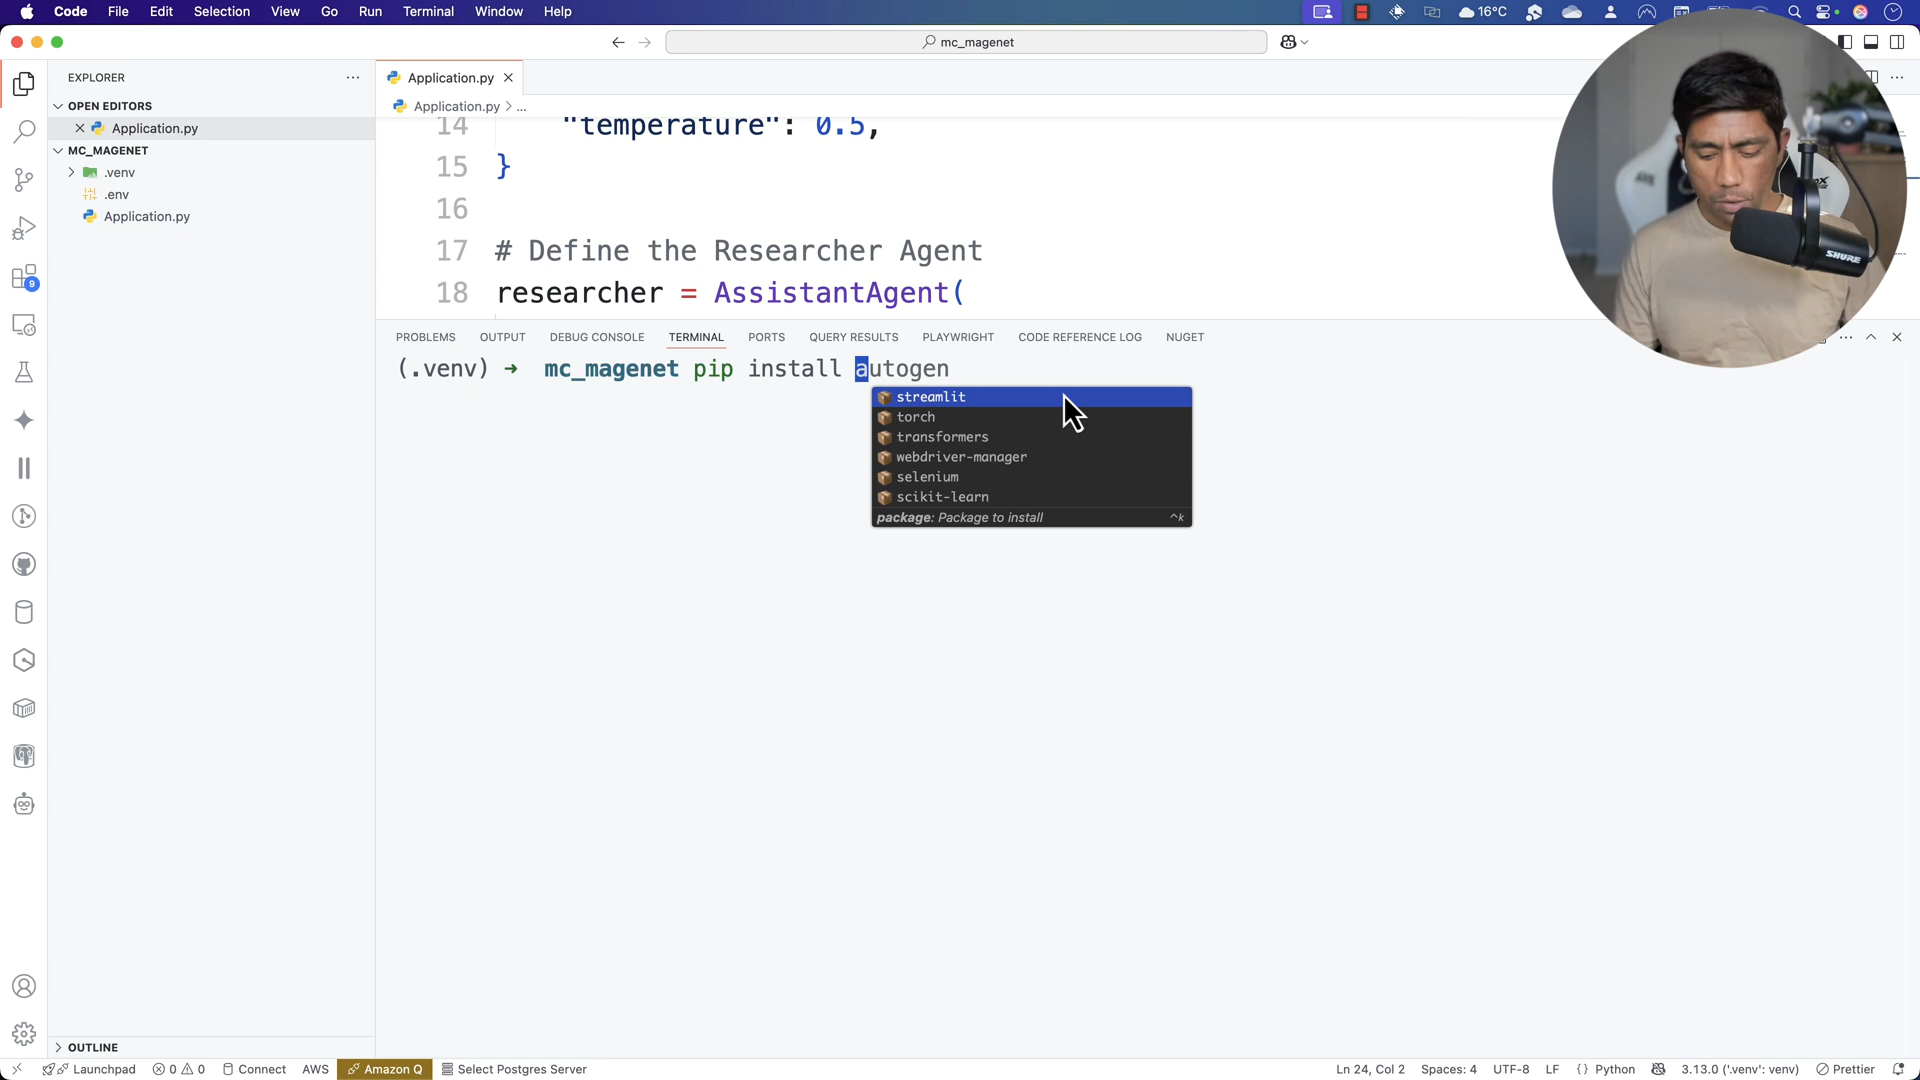 Code File Edit Selection View Go Run Terminal Window Help
16°C
mc_magenet
EXPLORER
Application.py
OPEN EDITORS
Application.py
Application.py > ...
MC_MAGENET
.venv
.env
Application.py
14 "temperature": 0.5,
15 }
16
17 # Define the Researcher Agent
18 researcher = AssistantAgent(
PROBLEMS OUTPUT DEBUG CONSOLE TERMINAL PORTS QUERY RESULTS PLAYWRIGHT CODE REFERENCE LOG NUGET
(.venv) ➜ mc_magenet pip install autogen
streamlit
torch
transformers
webdriver-manager
selenium
scikit-learn
package: Package to install ^k
9
SHURE
OUTLINE
Launchpad 0 0 Connect AWS Amazon Q Select Postgres Server Ln 24, Col 2 Spaces: 4 UTF-8 LF {} Python 3.13.0 ('.venv': venv) Prettier